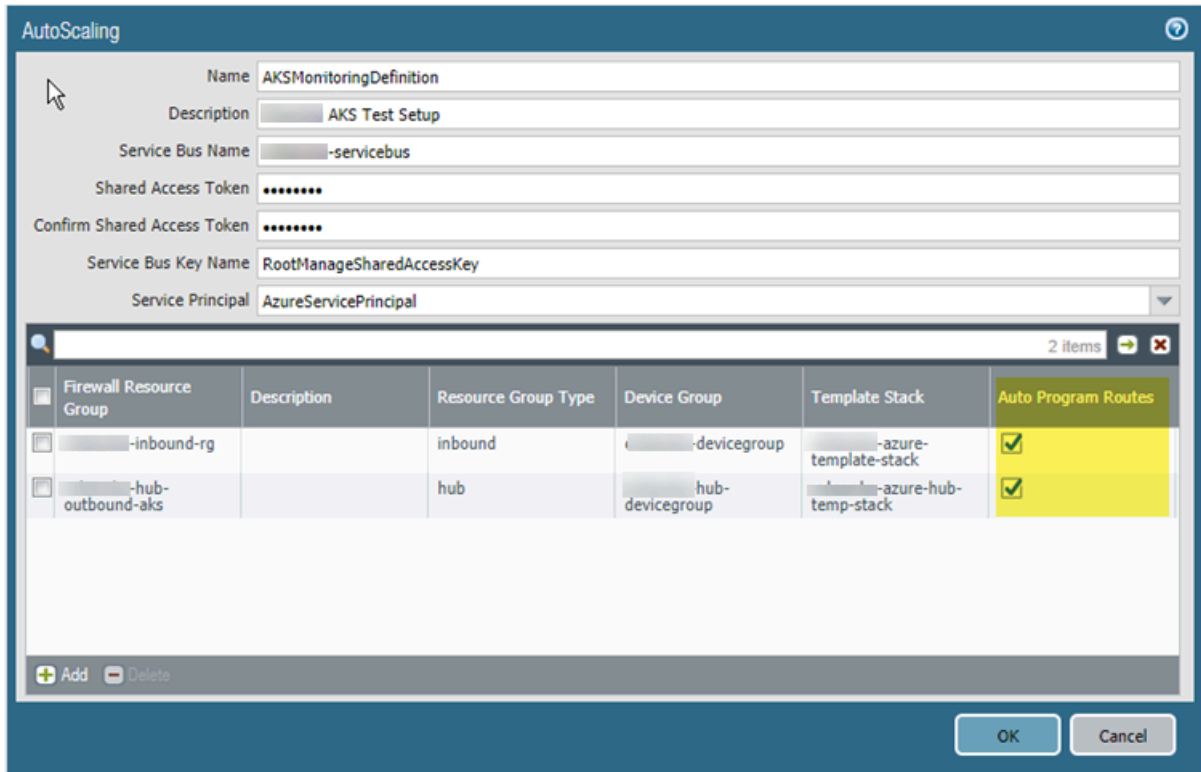 AutoScaling
Name AKSMonitoringDefinition
Description AKS Test Setup
Service Bus Name -servicebus
Shared Access Token ••••••••
Confirm Shared Access Token ••••••••
Service Bus Key Name RootManageSharedAccessKey
Service Principal AzureServicePrincipal
2 items
Firewall Resource
Group
Description
Resource Group Type
Device Group
Template Stack
Auto Program Routes
-inbound-rg
inbound
-devicegroup
-azure-
template-stack
-hub-
outbound-aks
hub
hub-
devicegroup
-azure-hub-
temp-stack
Add
Delete
OK
Cancel